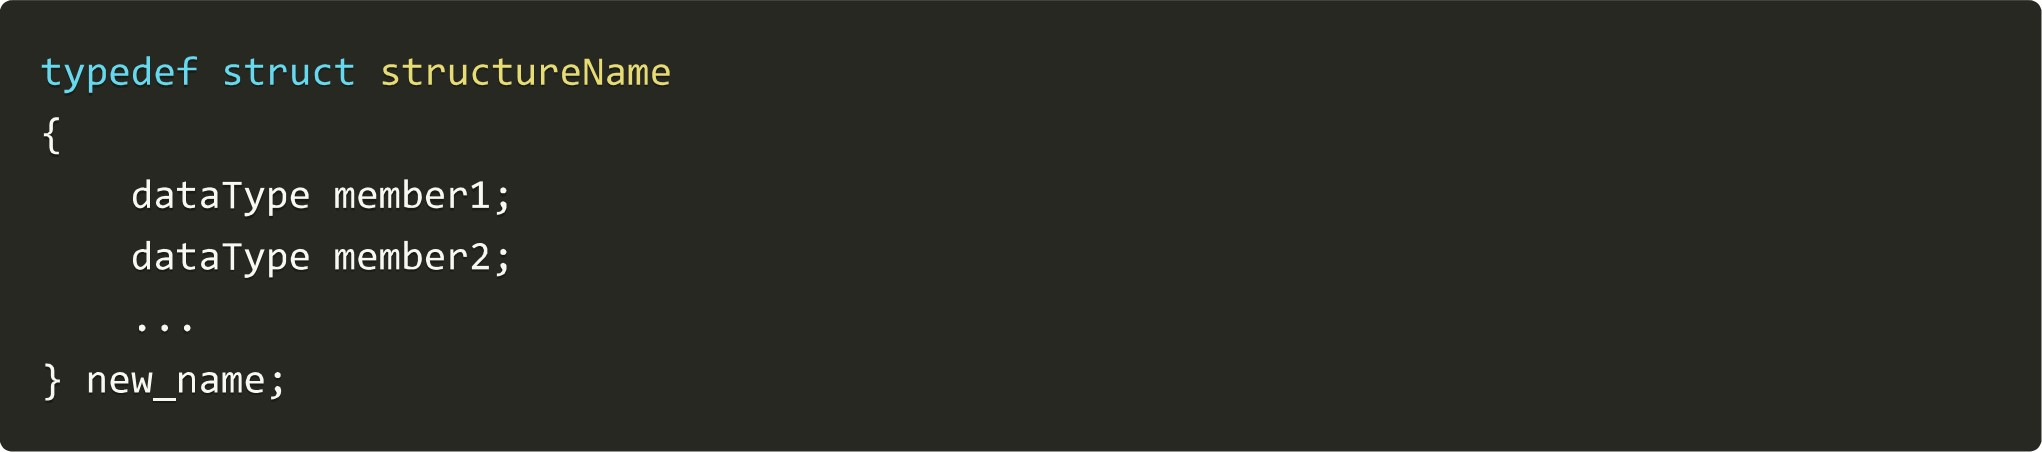 typedef struct structureName
{
    dataType member1;
    dataType member2;
    ...
} new_name;